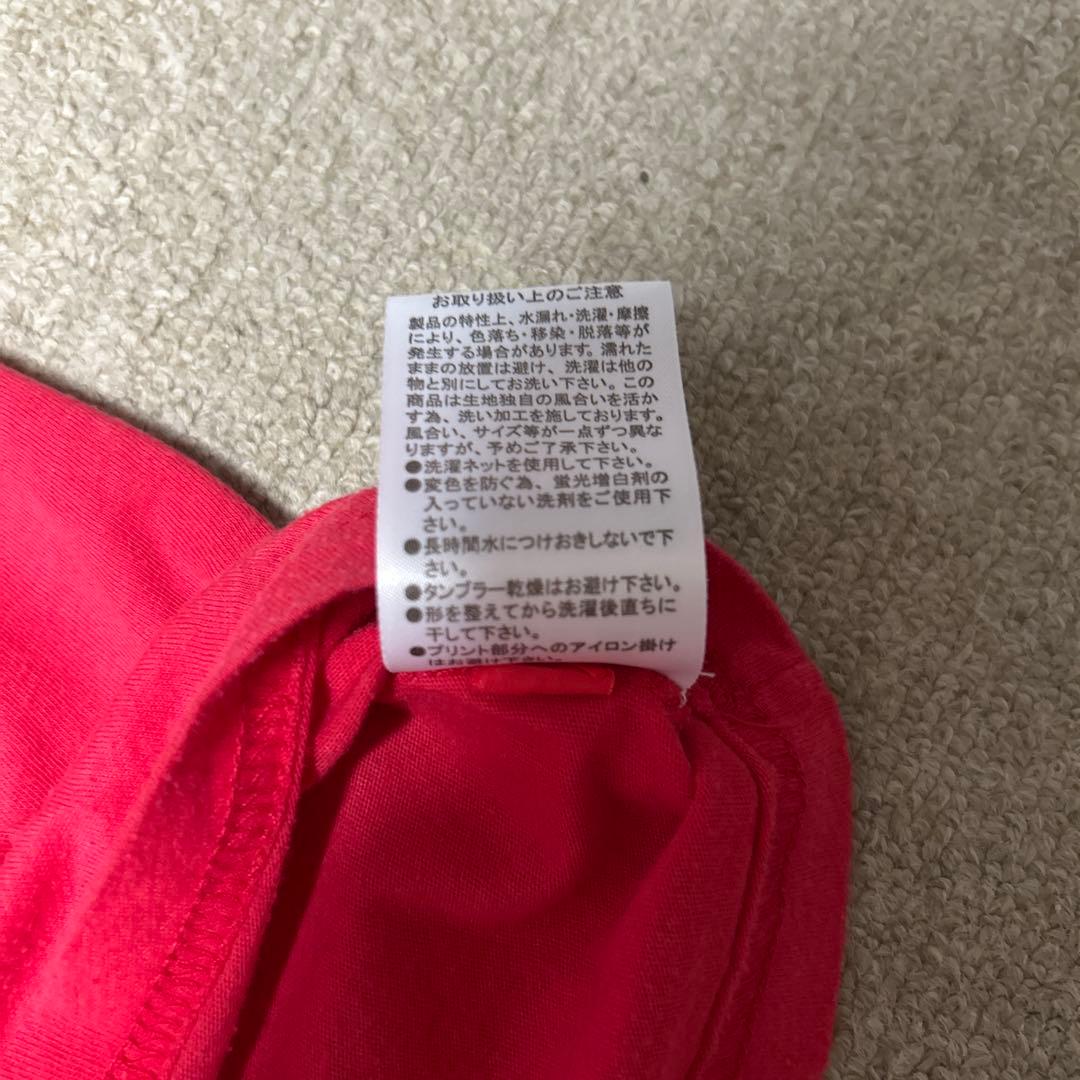 お取り扱い上のご注意
製品の特性上、水漏れ・洗濯・摩擦
により、色落ち・移染・脱落等が
発生する場合があります。濡れた
ままの放置は避け、洗濯は他の
物と別にしてお洗い下さい。この
商品は生地独自の風合いを活か
す為、洗い加工を施しております。
風合い、サイズ等が一点ずつ異な
りますが、予めご了承下さい。
●洗濯ネットを使用して下さい。
●変色を防ぐ為、蛍光増白剤の
入っていない洗剤をご使用下
さい。
●長時間水につけおきしないで下
さい。
●タンブラー乾燥はお避け下さい。
●形を整えてから洗濯後直ちに
干して下さい。
●プリント部分へのアイロン掛け
はお避け下さい。